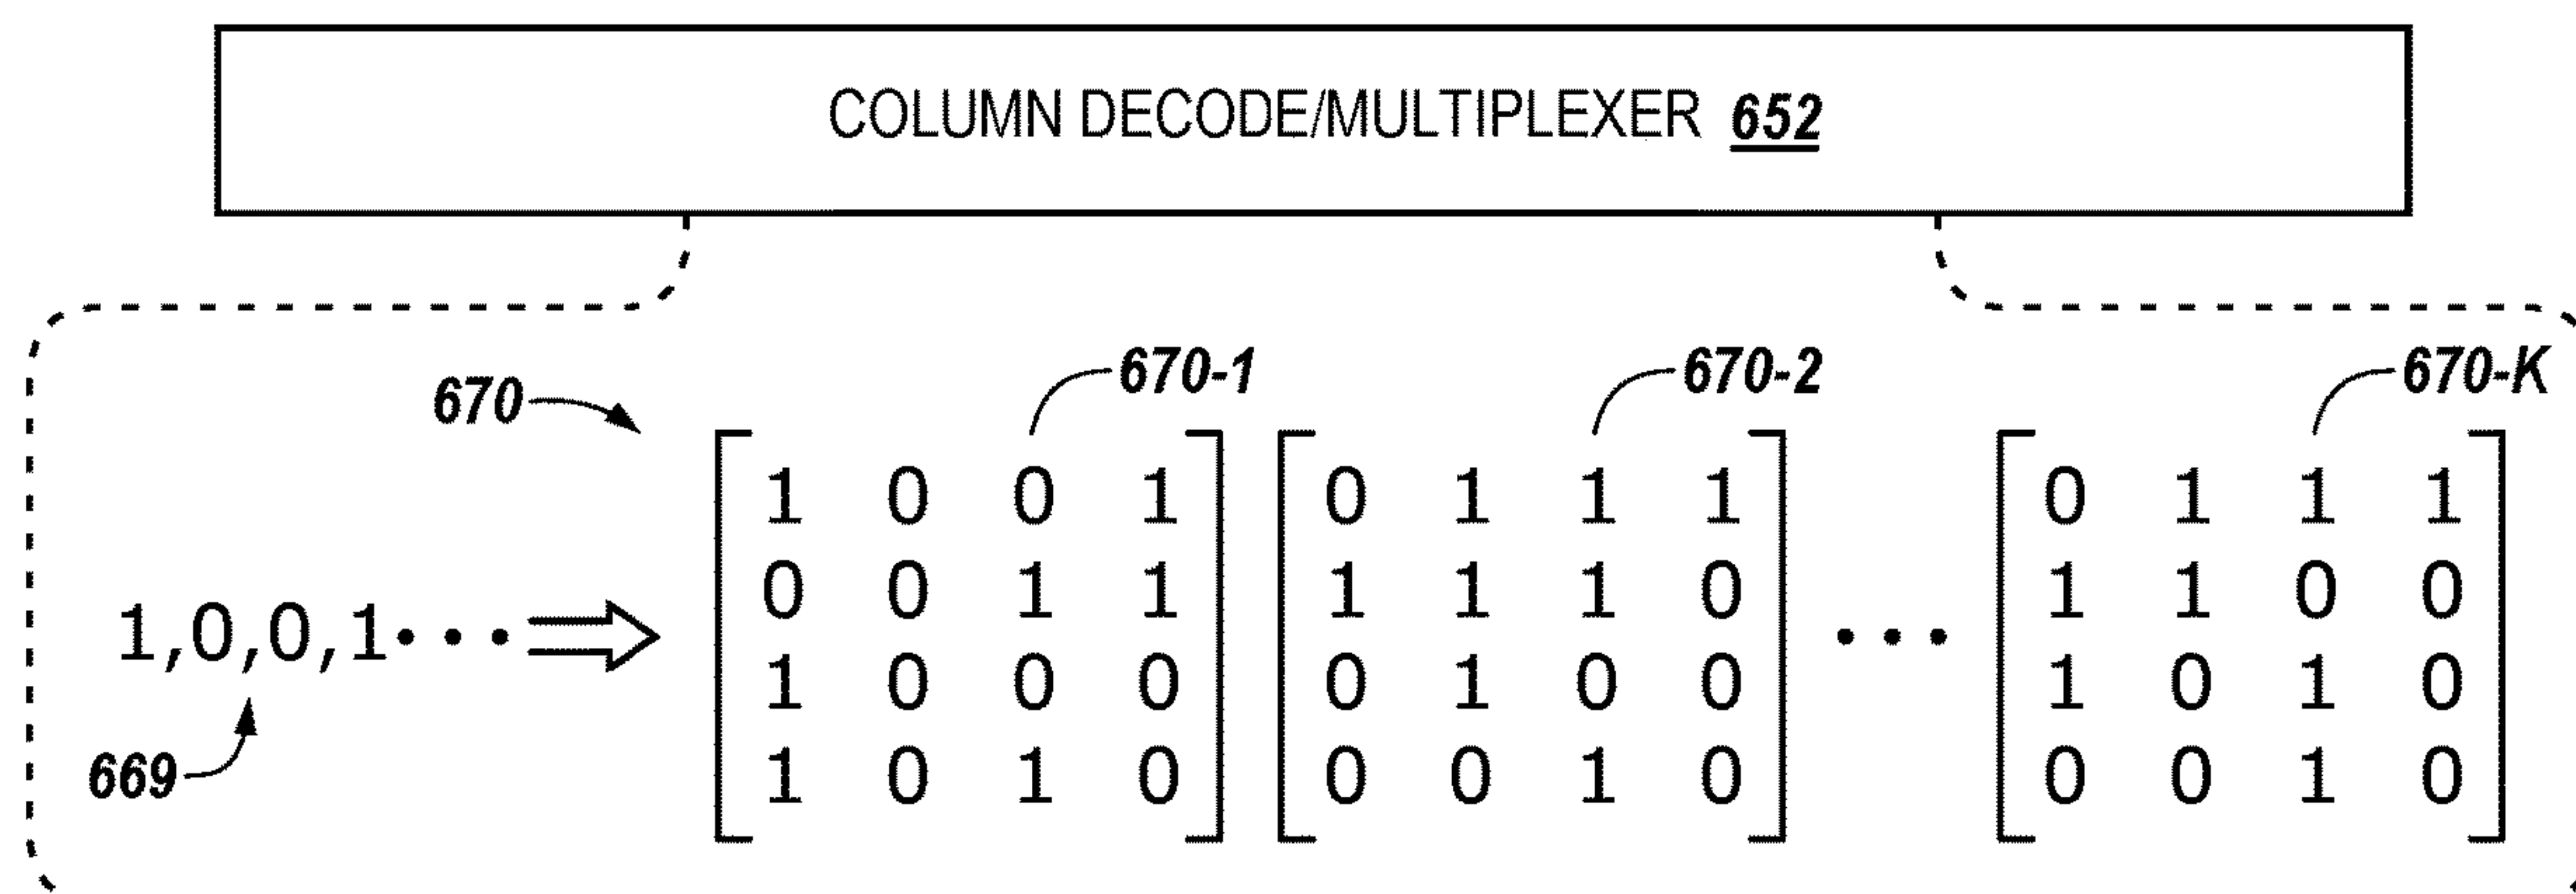 COLUMN DECODE/MULTIPLEXER 652
670 670-1 670-2 670-K
1 0 0 1 0 1 1 1 0 1 1 1
0 0 1 1 1 1 1 0 1 1 0 0
1,0,0,1••• ••• 
1 0 0 0 0 1 0 0 1 0 1 0
669 1 0 1 0 0 0 1 0 0 0 1 0